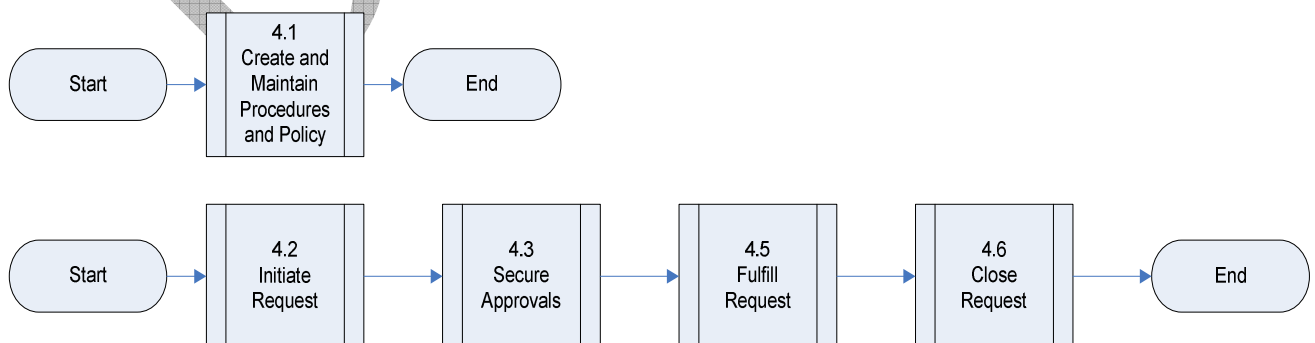 Start
4.1
Create and
Maintain
Procedures
and Policy
End
Start
4.2
Initiate
Request
4.3
Secure
Approvals
4.5
Fulfill
Request
4.6
Close
Request
End